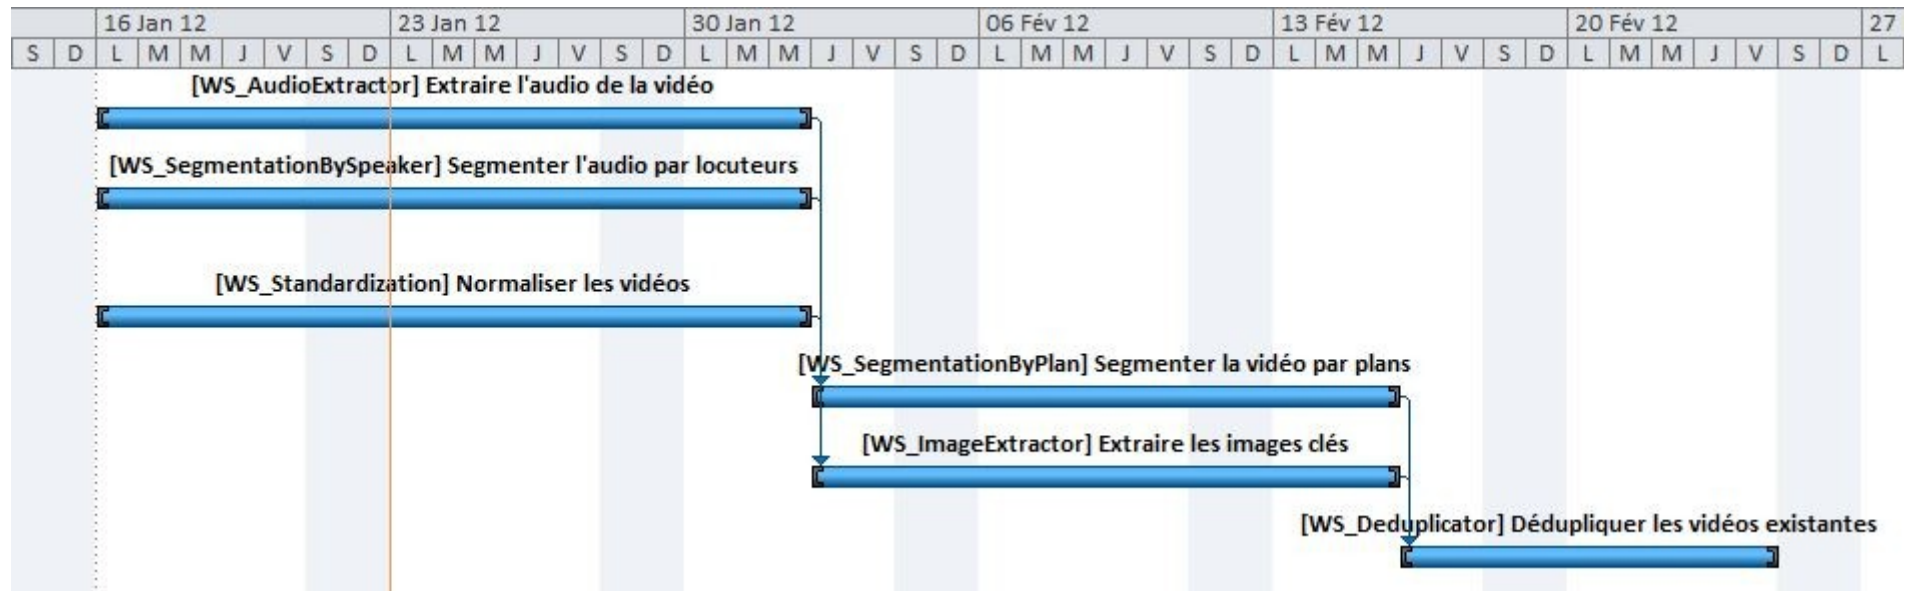 16 Jan 12 23 Jan 12 30 Jan 12 06 Fév 12 13 Fév 12 20 Fév 12 27
S D L M M J V S D L M M J V S D L M M J V S D L M M J V S D L M M J V S D L M M J V S D L
[WS_AudioExtractor] Extraire l'audio de la vidéo
[WS_SegmentationBySpeaker] Segmenter l'audio par locuteurs
[WS_Standardization] Normaliser les vidéos
[WS_SegmentationByPlan] Segmenter la vidéo par plans
[WS_ImageExtractor] Extraire les images clés
[WS_Deduplicator] Dédupliquer les vidéos existantes